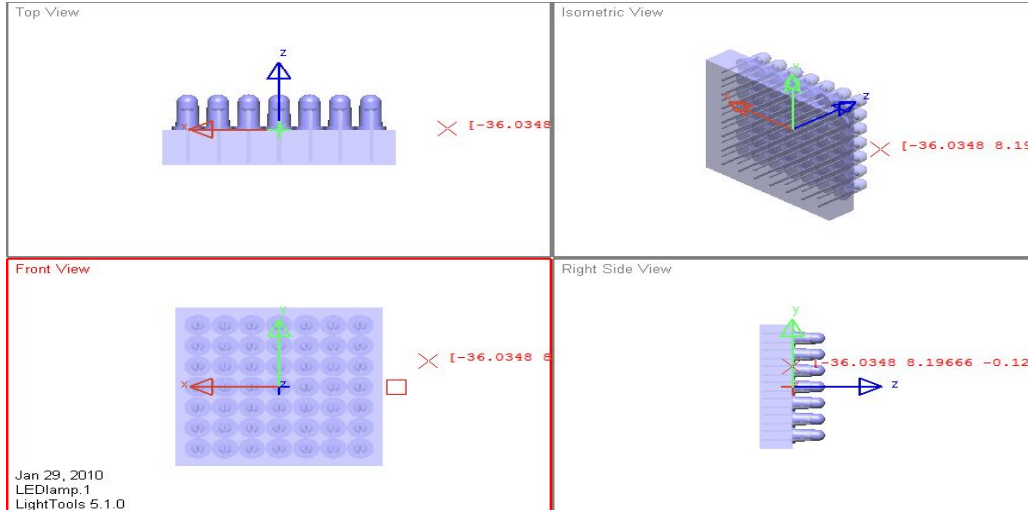 Top View
z
x
[-36.0348
Isometric View
y
x
z
[-36.0348 8.19
Front View
y
x
z
[-36.0348 8
Jan 29, 2010
LEDlamp.1
LightTools 5.1.0
Right Side View
y
[-36.0348 8.19666 -0.12
z